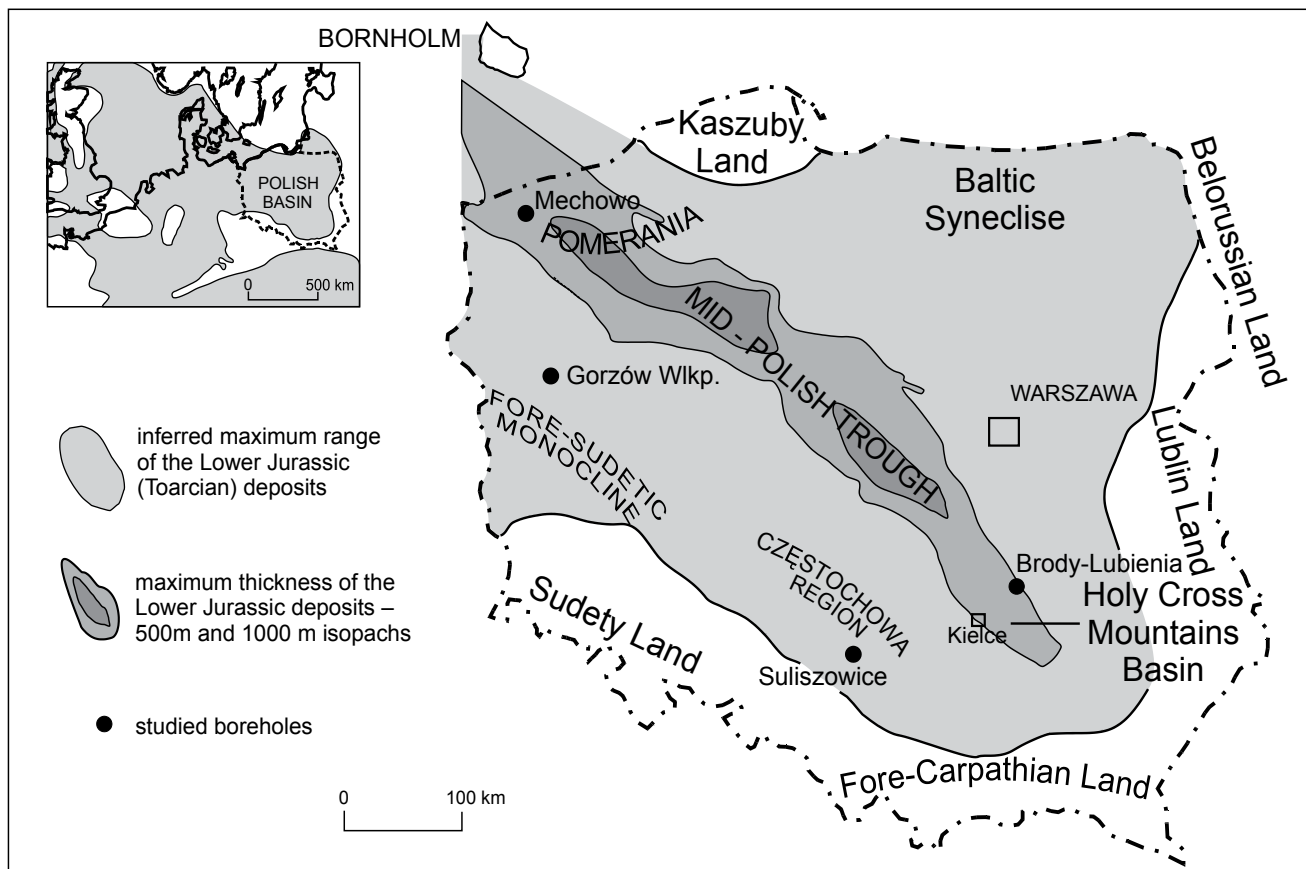 BORNHOLM
POLISH
BASIN
0 500 km
Kaszuby
Land
Baltic
Syneclise
Belorussian Land
Mechowo
POMERANIA
MID - POLISH TROUGH
Gorzów Wlkp.
FORE-SUDETIC
MONOCLINE
WARSZAWA
Lublin Land
inferred maximum range
of the Lower Jurassic
(Toarcian) deposits
maximum thickness of the
Lower Jurassic deposits –
500m and 1000 m isopachs
studied boreholes
CZĘSTOCHOWA
REGION
Brody-Lubienia
Holy Cross
Mountains
Basin
Kielce
Suliszowice
Sudety Land
Fore-Carpathian Land
0 100 km